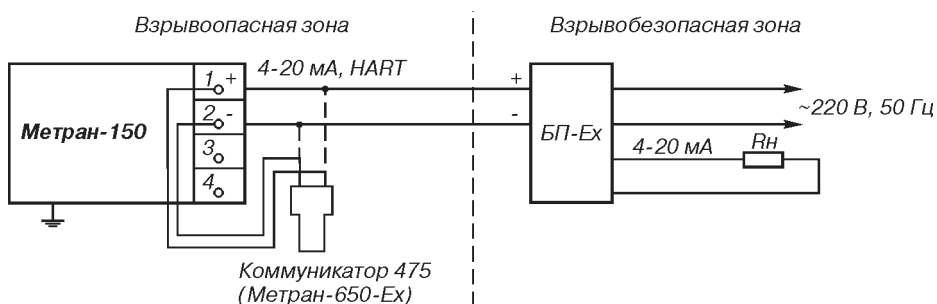 Взрывоопасная зона
Взрывобезопасная зона
4-20 мА, HART
Метран-150
1 +
2 -
3
4
+
-
БП-Ех
~220 В, 50 Гц
4-20 мА
Rн
Коммуникатор 475
(Метран-650-Ех)